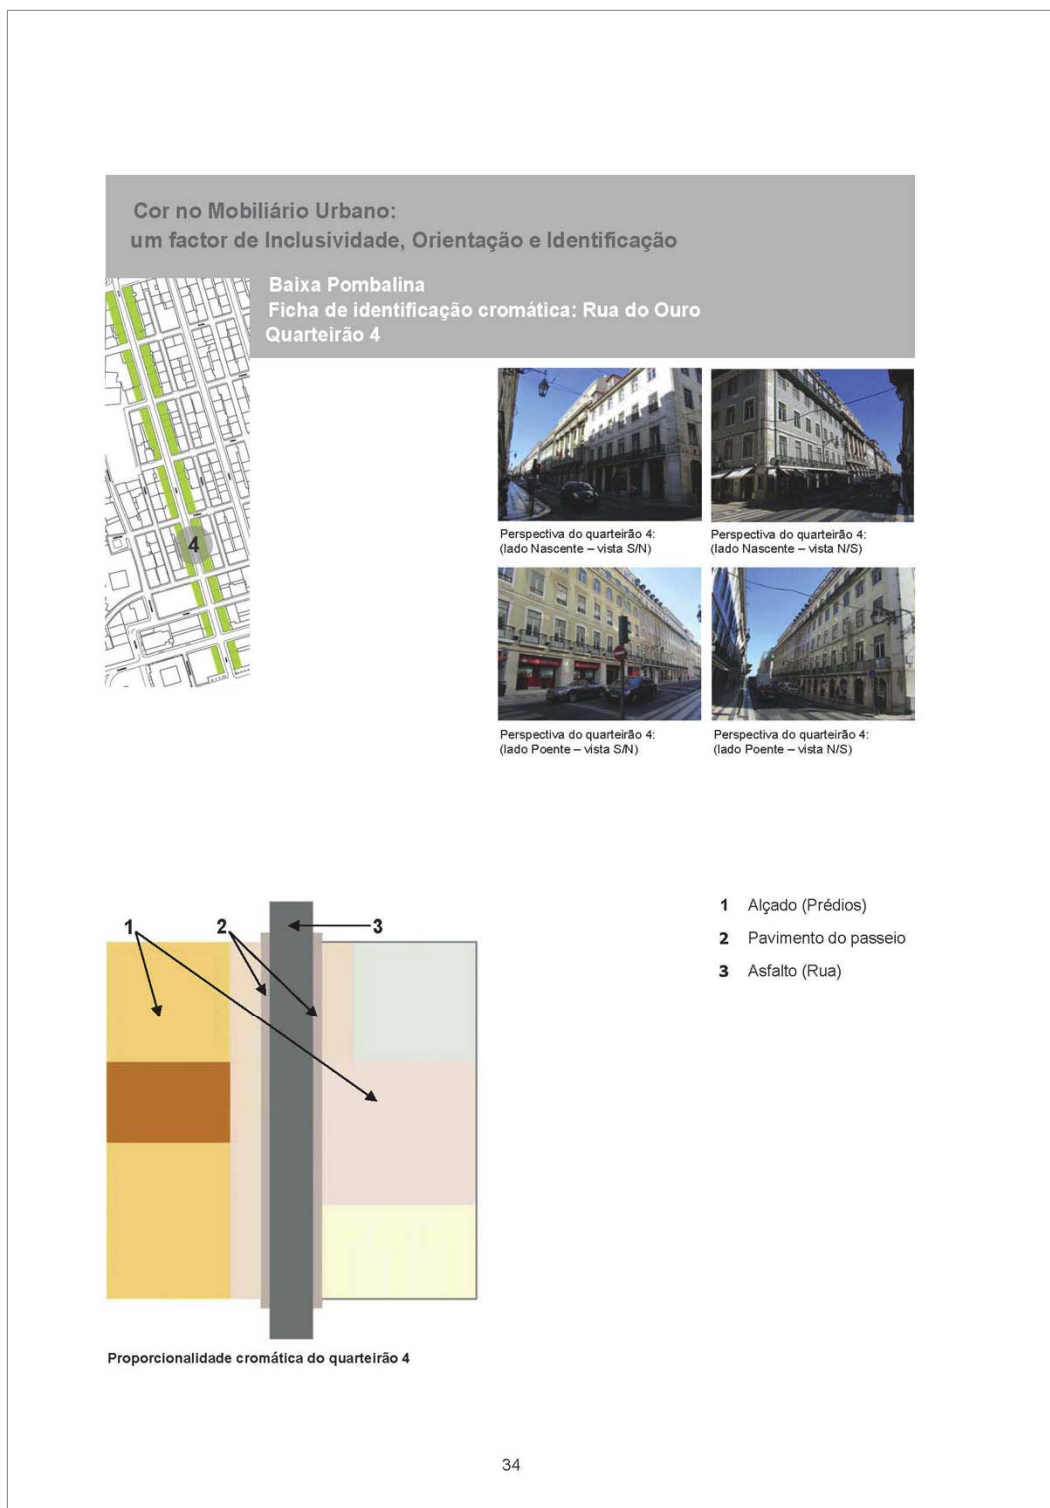 Cor no Mobiliário Urbano:
um factor de Inclusividade, Orientação e Identificação
Baixa Pombalina
Ficha de identificação cromática: Rua do Ouro
Quarteirão 4
4
Perspectiva do quarteirão 4:
(lado Nascente – vista S/N)
Perspectiva do quarteirão 4:
(lado Nascente – vista N/S)
Perspectiva do quarteirão 4:
(lado Poente – vista S/N)
Perspectiva do quarteirão 4:
(lado Poente – vista N/S)
1
2
3
1 Alçado (Prédios)
2 Pavimento do passeio
3 Asfalto (Rua)
Proporcionalidade cromática do quarteirão 4
34